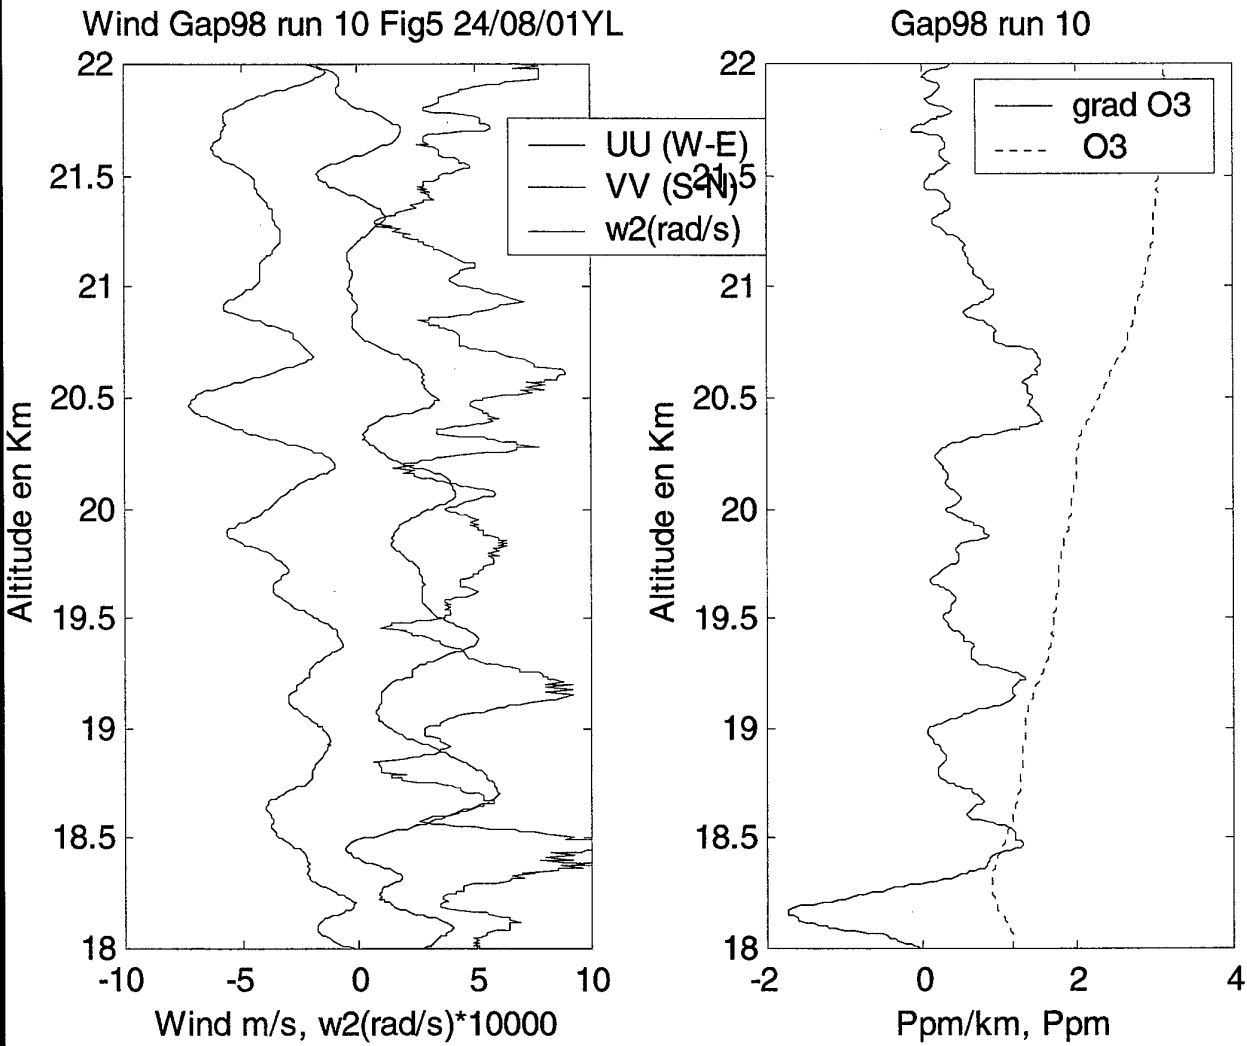 Wind Gap98 run 10 Fig5 24/08/01YL
22
21.5
21
20.5
20
19.5
19
18.5
18
Altitude en Km
-10 -5 0 5 10
Wind m/s, w2(rad/s)*10000
UU (W-E)
VV (S-N)
w2(rad/s)
Gap98 run 10
22
21.5
21
20.5
20
19.5
19
18.5
18
Altitude en Km
-2 0 2 4
Ppm/km, Ppm
grad O3
O3